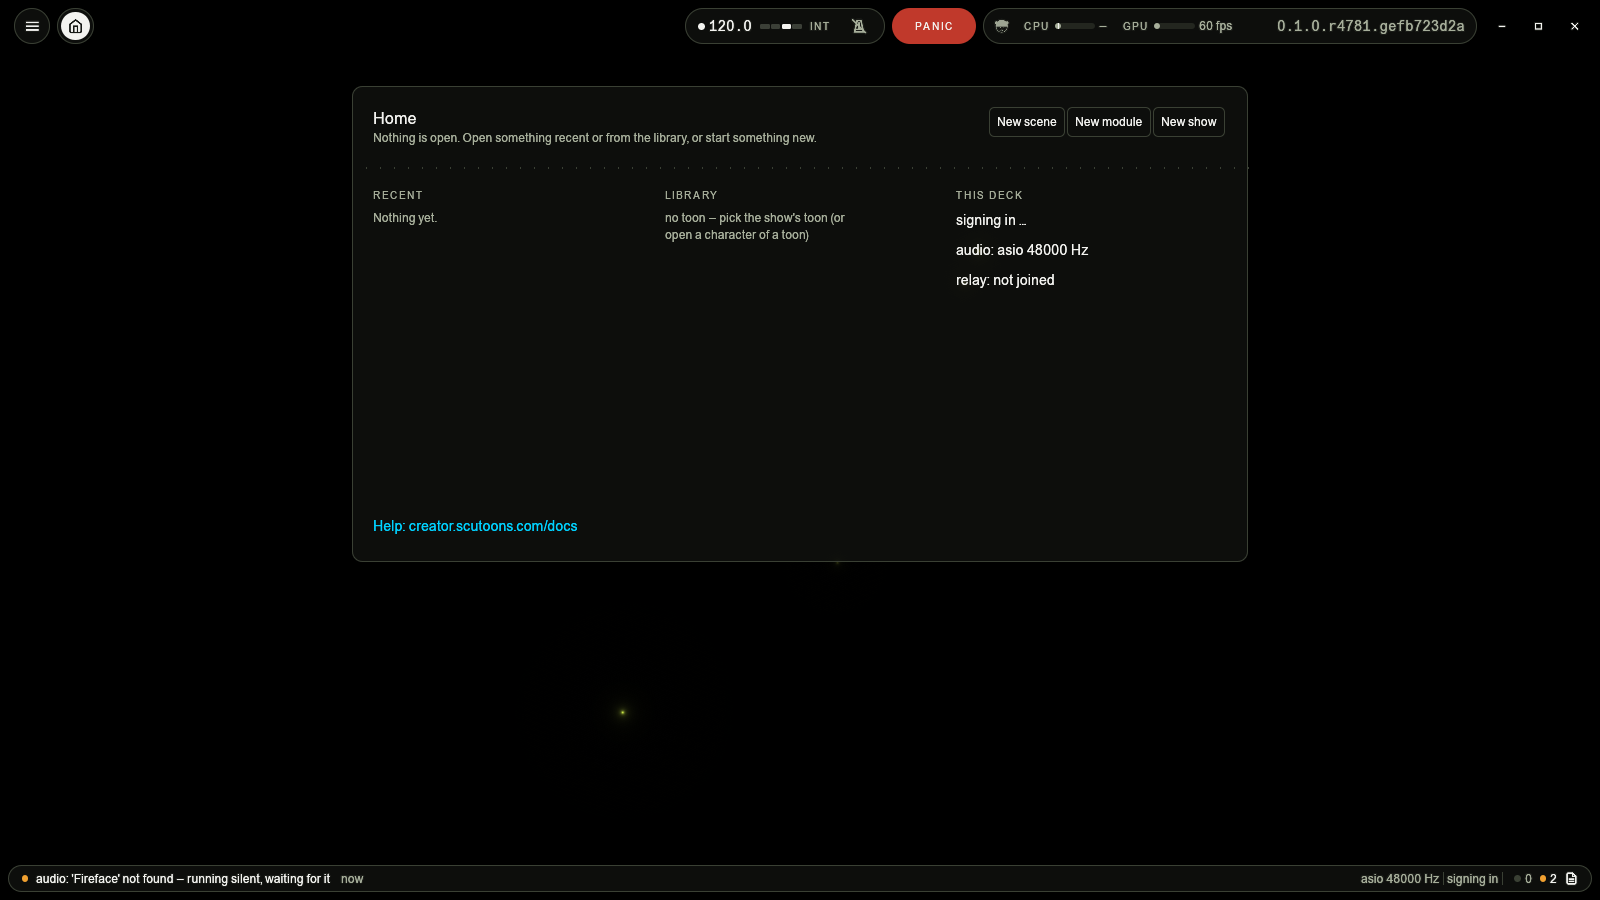 120.0 INT PANIC CPU – GPU 60 fps 0.1.0.r4781.gefb723d2a
Home
Nothing is open. Open something recent or from the library, or start something new.
New scene New module New show
RECENT
Nothing yet.
LIBRARY
no toon – pick the show's toon (or
open a character of a toon)
THIS DECK
signing in ...
audio: asio 48000 Hz
relay: not joined
Help: creator.scutoons.com/docs
audio: 'Fireface' not found – running silent, waiting for it now
asio 48000 Hz signing in 0 2